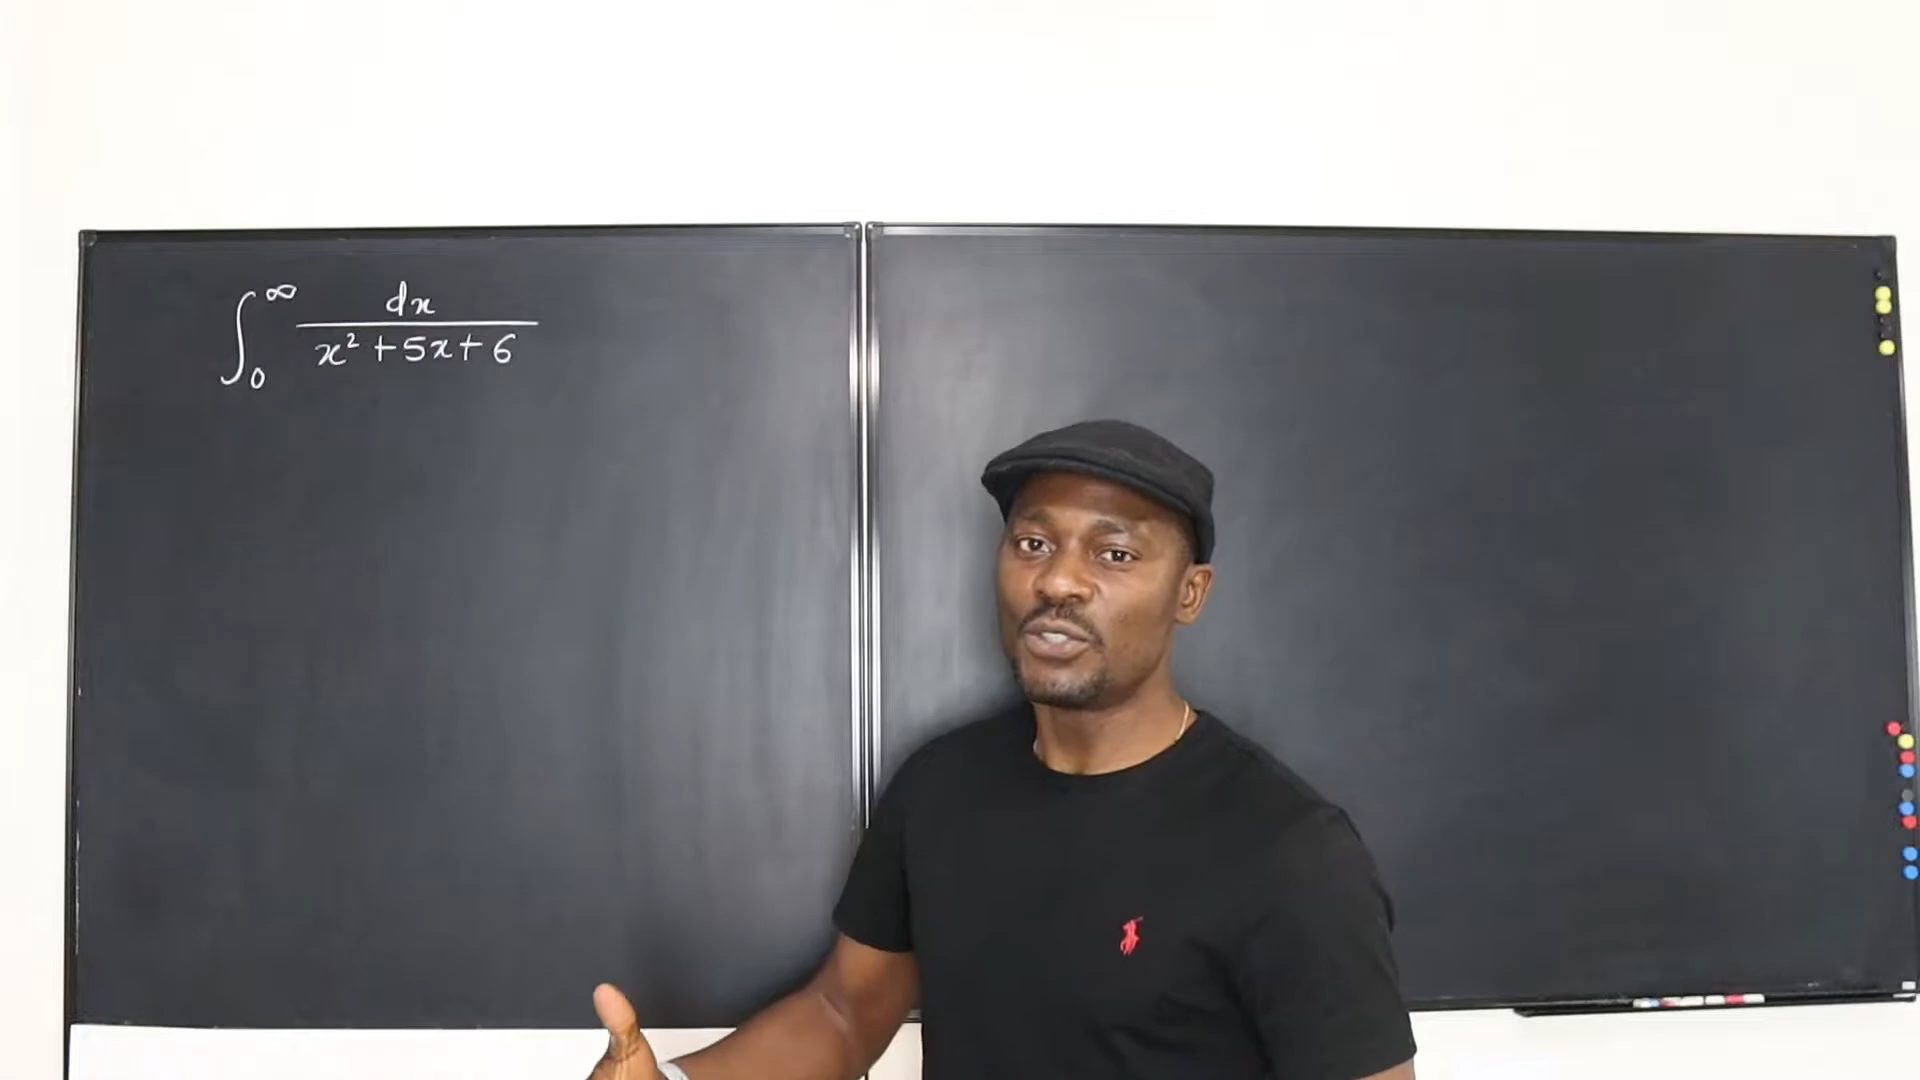 ∫₀^∞ dx / (x² + 5x + 6)